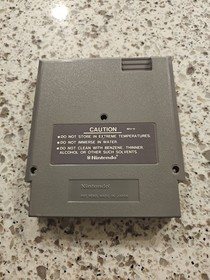 CAUTION
●DO NOT STORE IN EXTREME TEMPERATURES.
●DO NOT IMMERSE IN WATER.
●DO NOT CLEAN WITH BENZENE, THINNER,
ALCOHOL OR OTHER SUCH SOLVENTS.
Nintendo
Nintendo